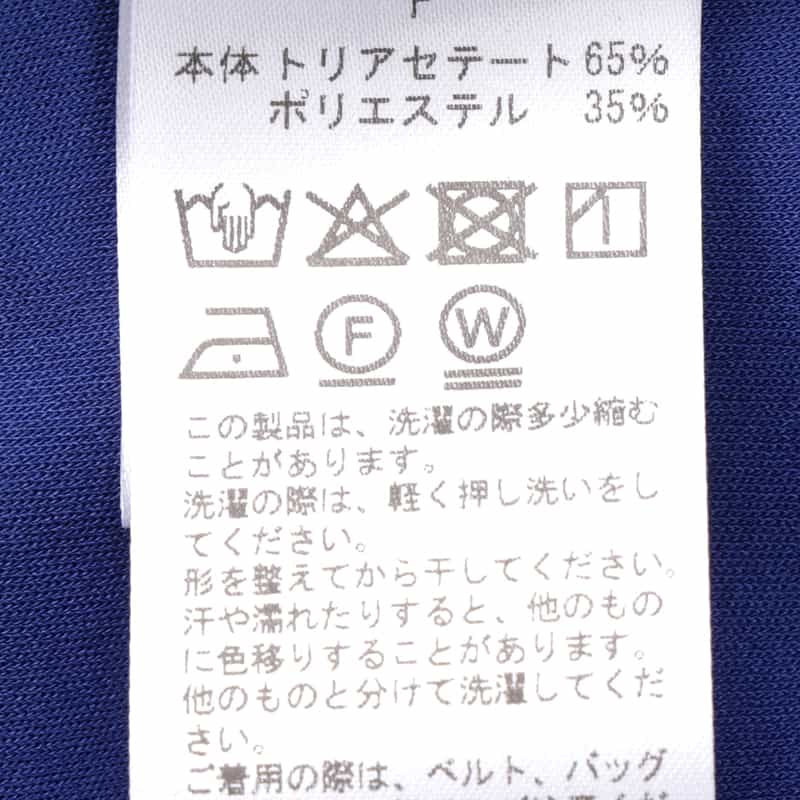 F
本体 トリアセテート 65%
ポリエステル 35%
F W
この製品は、洗濯の際多少縮む
ことがあります。
洗濯の際は、軽く押し洗いをし
てください。
形を整えてから干してください。
汗や濡れたりすると、他のもの
に色移りすることがあります。
他のものと分けて洗濯してくだ
さい。
ご着用の際は、ベルト、バッグ